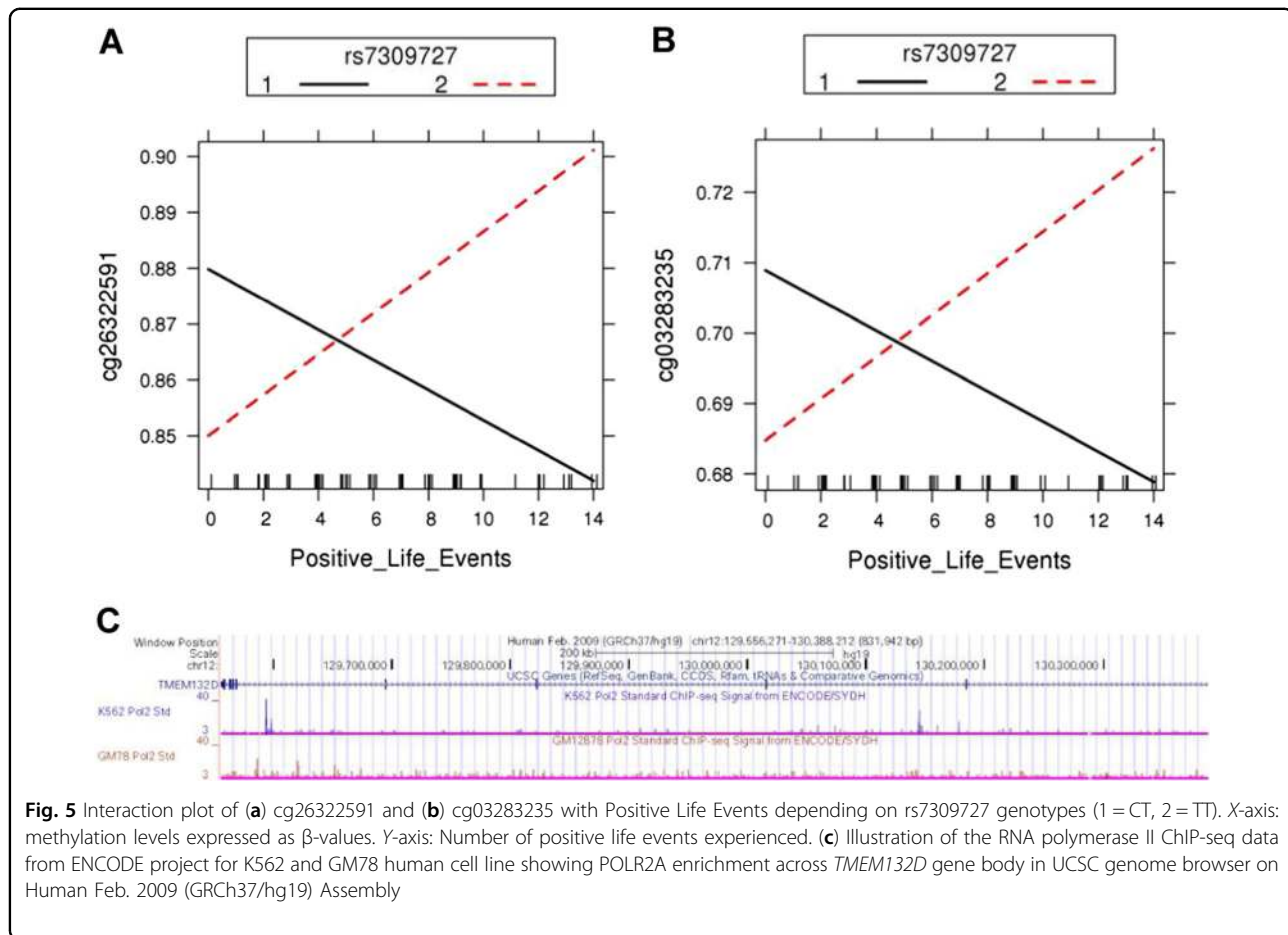 A
rs7309727
1 2
cg26322591
0.90
0.89
0.88
0.87
0.86
0.85
0 2 4 6 8 10 12 14
Positive_Life_Events
B
rs7309727
1 2
cg03283235
0.72
0.71
0.70
0.69
0.68
0 2 4 6 8 10 12 14
Positive_Life_Events
C
Window Position Human Feb. 2009 (GRCh37/hg19) chr12:129,556,271-130,388,212 (831,942 bp)
Scale 200 kb hg19
chr12: 129,700,000 129,800,000 129,900,000 130,000,000 130,100,000 130,200,000 130,300,000
UCSC Genes (RefSeq, GenBank, CCDS, Rfam, tRNAs & Comparative Genomics)
TMEM132D
K562 Pol2 Standard ChIP-seq Signal from ENCODE/SYDH
40
K562 Pol2 Std
3
GM12878 Pol2 Standard ChIP-seq Signal from ENCODE/SYDH
40
GM78 Pol2 Std
3
Fig. 5 Interaction plot of (a) cg26322591 and (b) cg03283235 with Positive Life Events depending on rs7309727 genotypes (1 = CT, 2 = TT). X-axis:
methylation levels expressed as β-values. Y-axis: Number of positive life events experienced. (c) Illustration of the RNA polymerase II ChIP-seq data
from ENCODE project for K562 and GM78 human cell line showing POLR2A enrichment across TMEM132D gene body in UCSC genome browser on
Human Feb. 2009 (GRCh37/hg19) Assembly